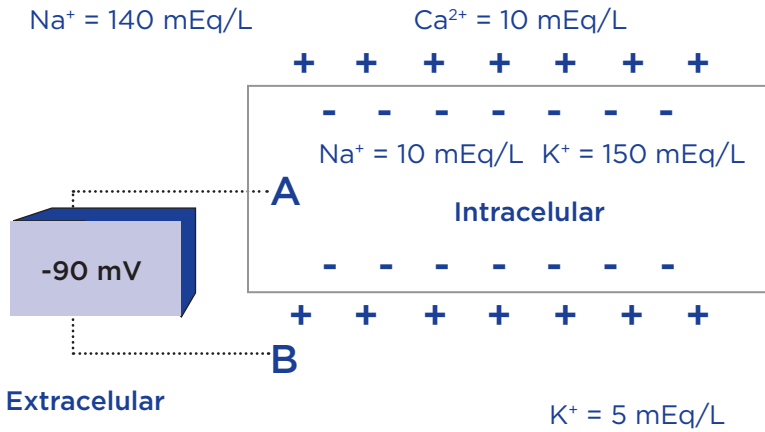 Na⁺ = 140 mEq/L Ca²⁺ = 10 mEq/L
+ + + + + + +
- - - - - - -
Na⁺ = 10 mEq/L K⁺ = 150 mEq/L
A
Intracelular
-90 mV
- - - - - - -
+ + + + + + +
B
Extracelular
K⁺ = 5 mEq/L